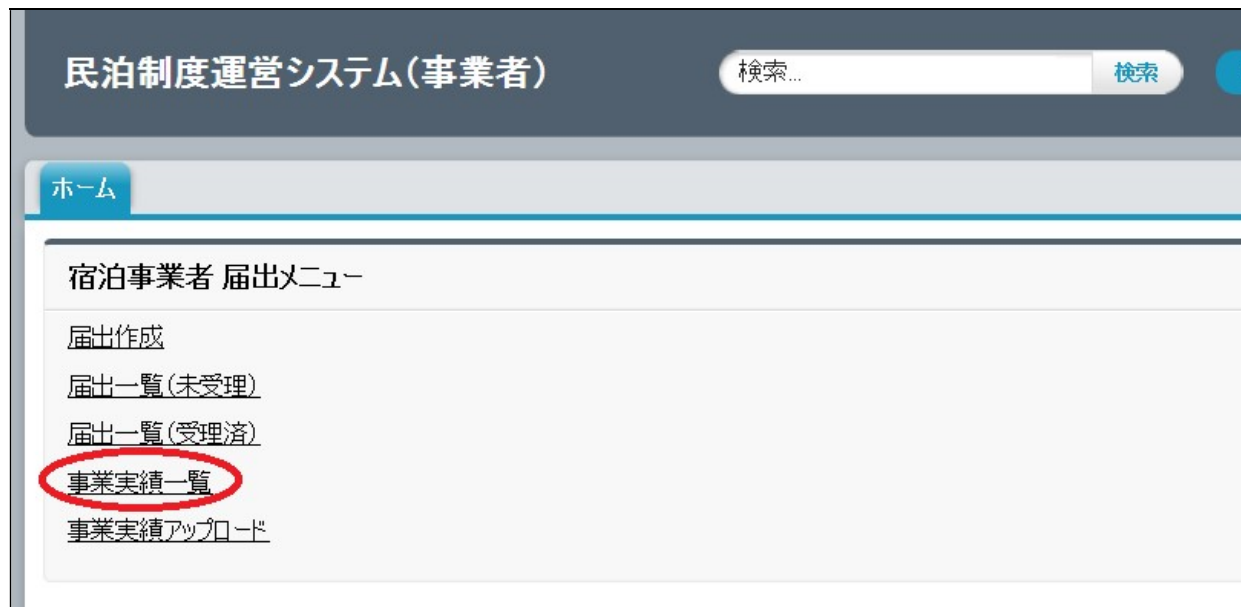 民泊制度運営システム(事業者)
検索... 検索
ホーム
宿泊事業者 届出メニュー
届出作成
届出一覧(未受理)
届出一覧(受理済)
事業実績一覧
事業実績アップロード